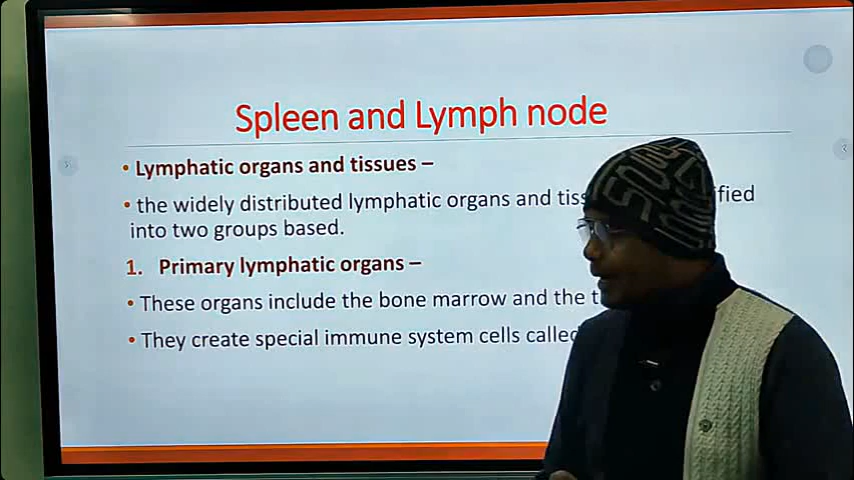 Spleen and Lymph node
• Lymphatic organs and tissues –
• the widely distributed lymphatic organs and
into two groups based.
1. Primary lymphatic organs –
• These organs include the bone marrow and the
• They create special immune system cells